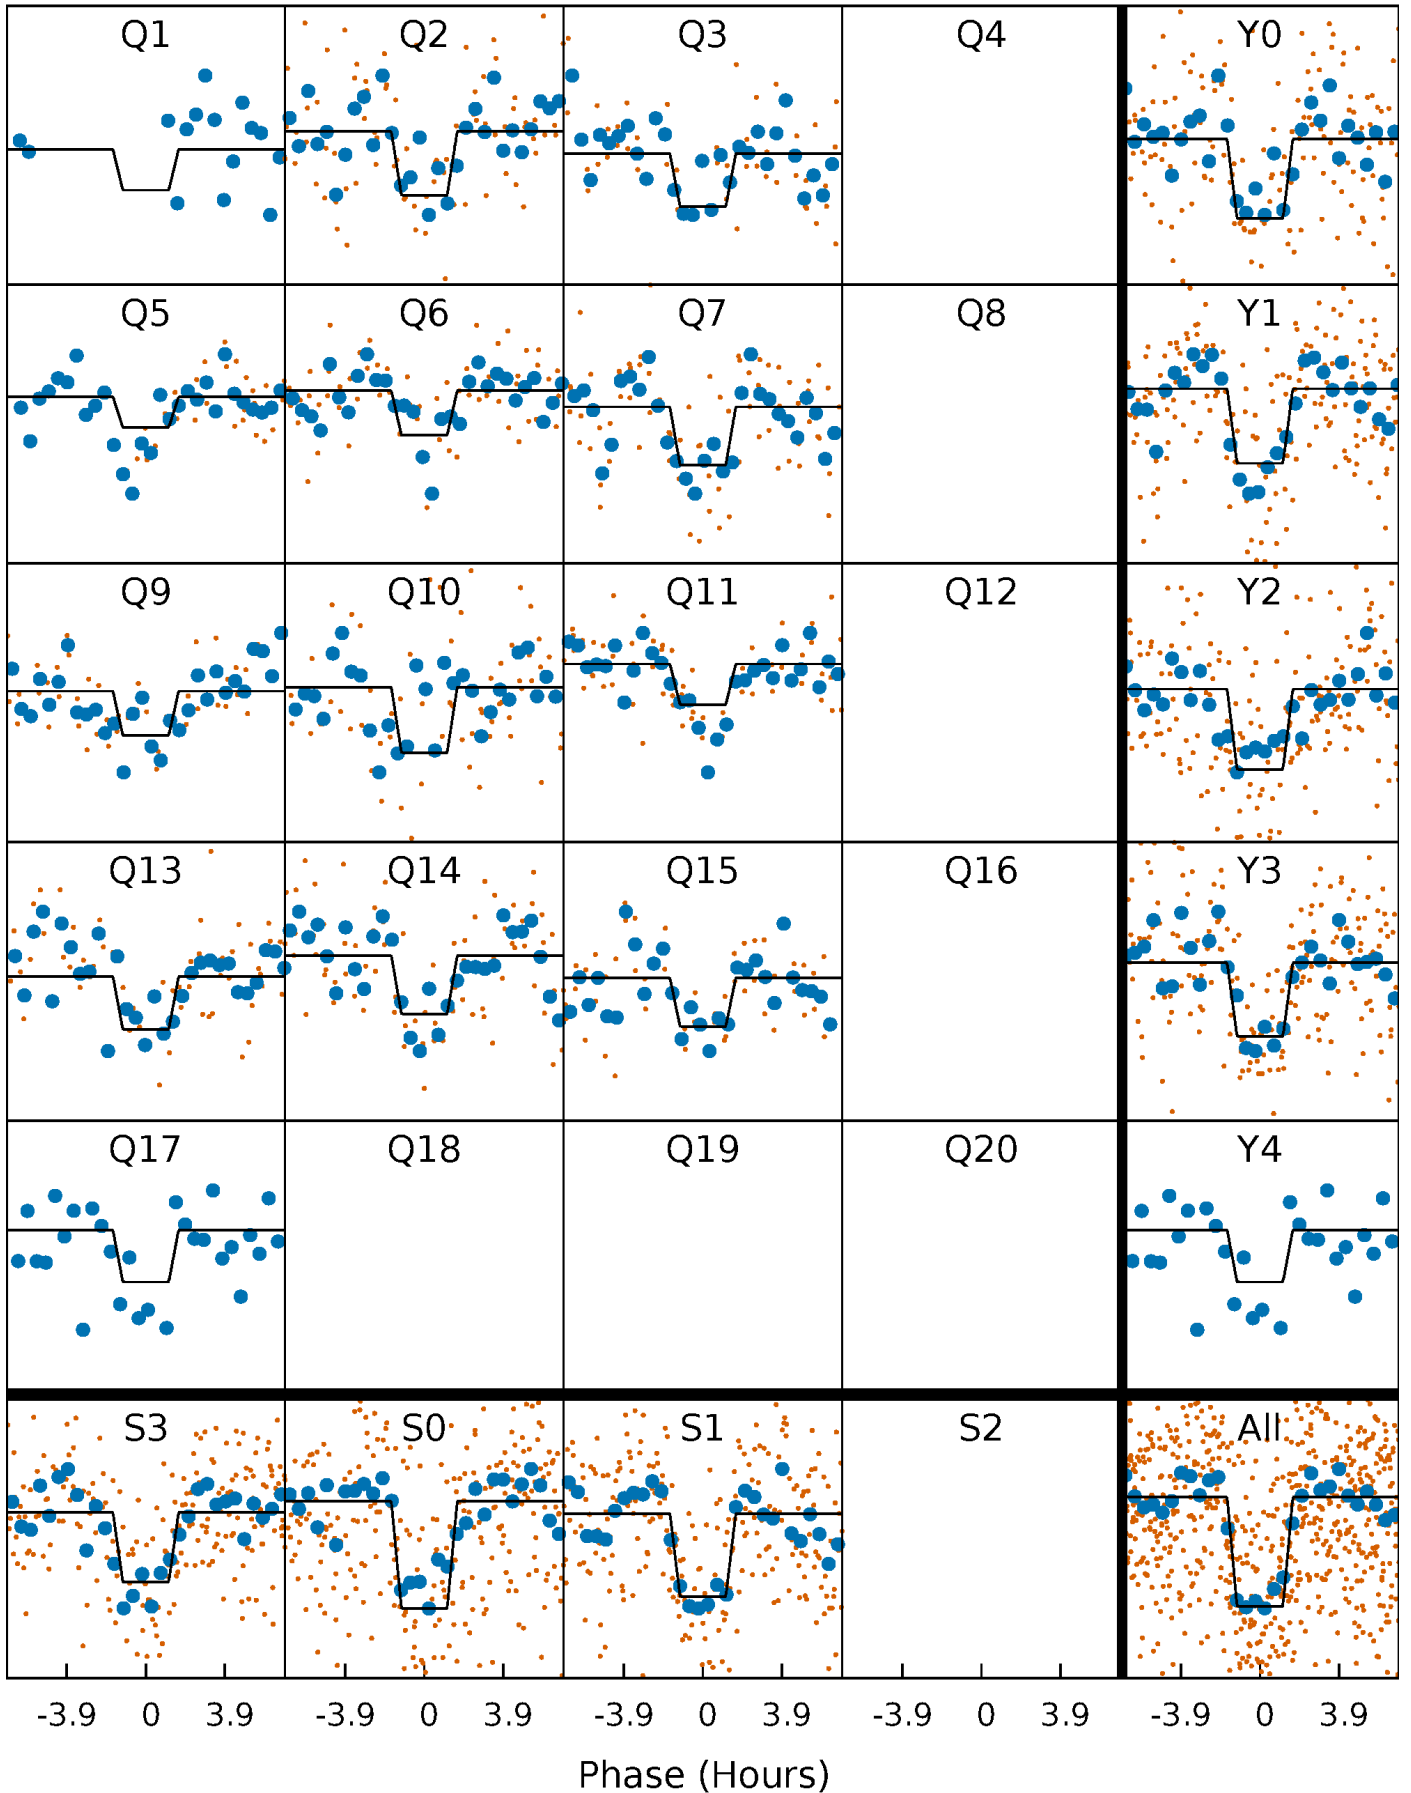 Q1 Q2 Q3 Q4 Y0
Q5 Q6 Q7 Q8 Y1
Q9 Q10 Q11 Q12 Y2
Q13 Q14 Q15 Q16 Y3
Q17 Q18 Q19 Q20 Y4
S3 S0 S1 S2 All
-3.9 0 3.9 -3.9 0 3.9 -3.9 0 3.9 -3.9 0 3.9 -3.9 0 3.9
Phase (Hours)